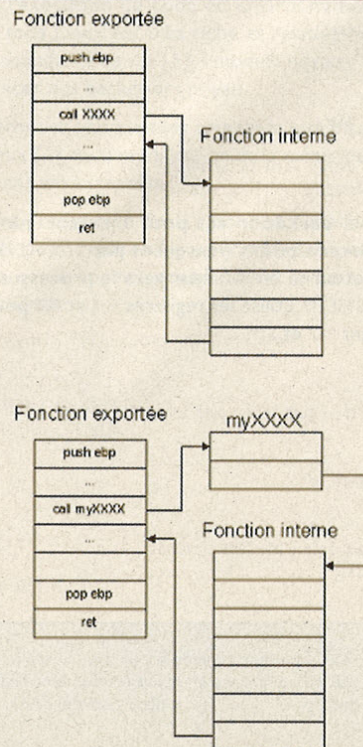 Fonction exportée
push ebp
...
call XXXX
...
pop ebp
ret
Fonction interne
Fonction exportée
push ebp
...
call myXXXX
...
pop ebp
ret
myXXXX
Fonction interne